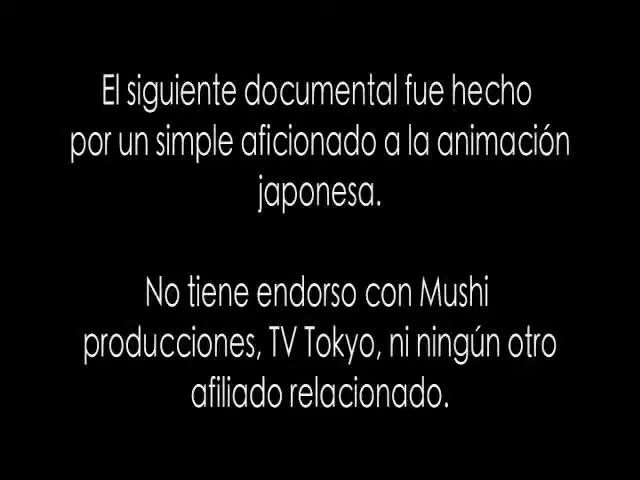 El siguiente documental fue hecho
por un simple aficionado a la animación
japonesa.
No tiene endorso con Mushi
producciones, TV Tokyo, ni ningún otro
afiliado relacionado.